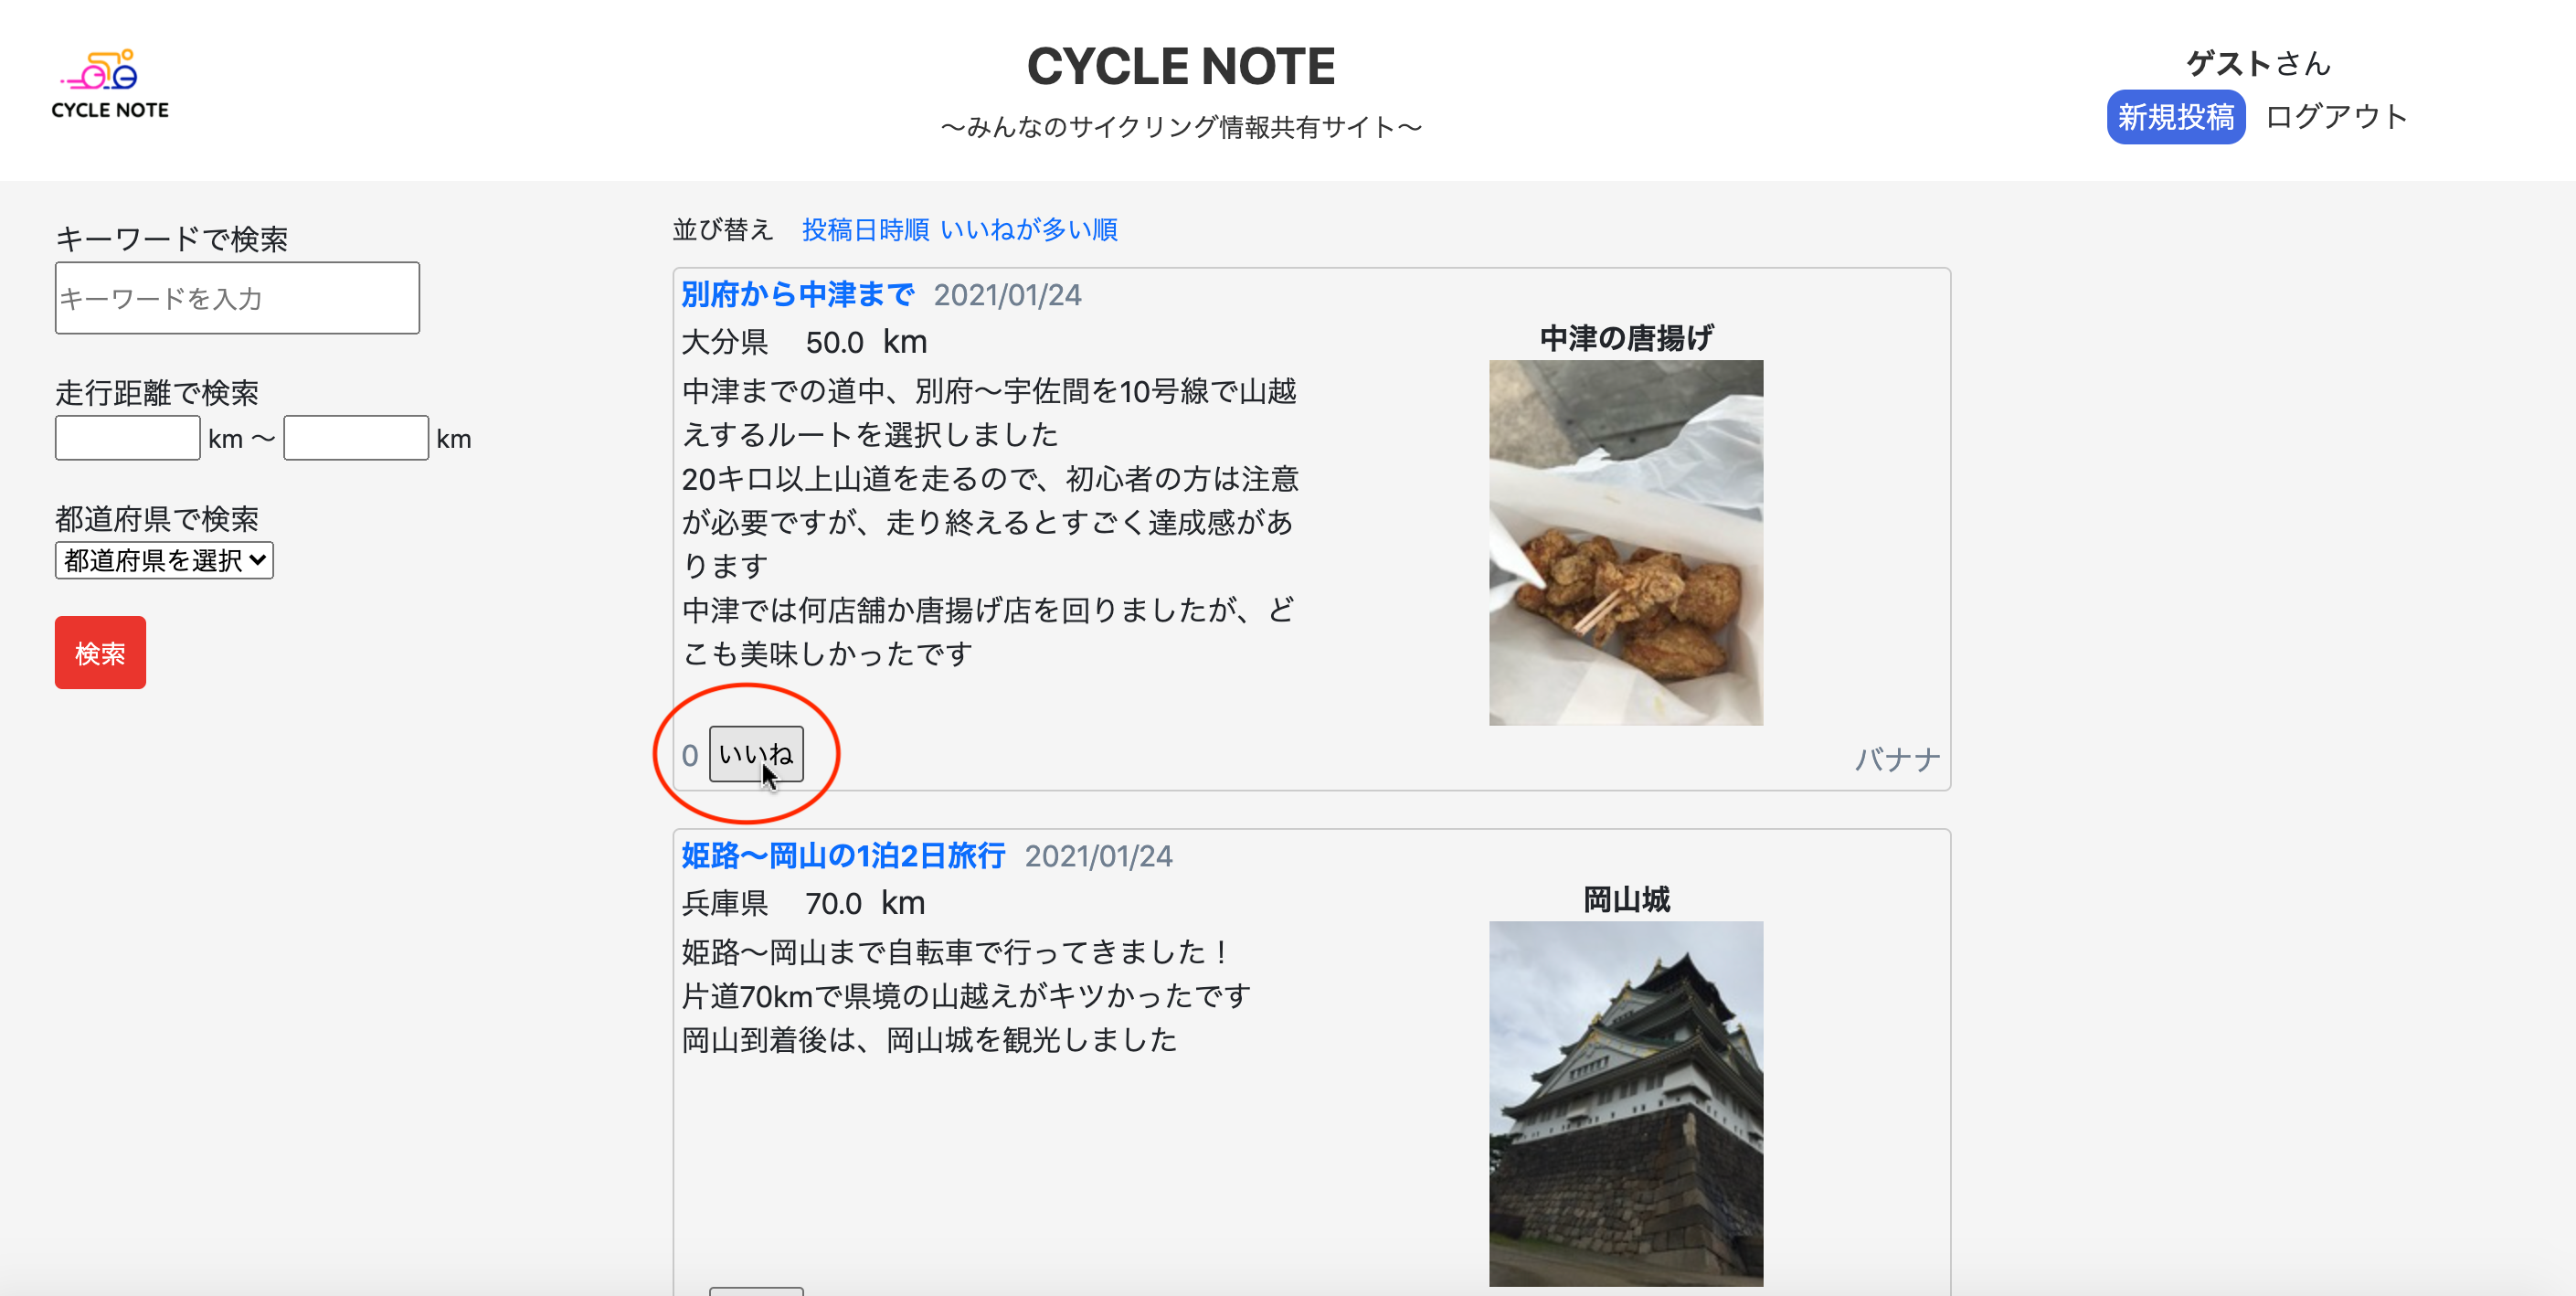 CYCLE NOTE
CYCLE NOTE
〜みんなのサイクリング情報共有サイト〜
ゲストさん
新規投稿 ログアウト
キーワードで検索
キーワードを入力
走行距離で検索
km 〜 km
都道府県で検索
都道府県を選択
検索
並び替え 投稿日時順 いいねが多い順
別府から中津まで 2021/01/24
大分県 50.0 km
中津までの道中、別府〜宇佐間を10号線で山越
えするルートを選択しました
20キロ以上山道を走るので、初心者の方は注意
が必要ですが、走り終えるとすごく達成感があ
ります
中津では何店舗か唐揚げ店を回りましたが、ど
こも美味しかったです
中津の唐揚げ
0 いいね
バナナ
姫路〜岡山の1泊2日旅行 2021/01/24
兵庫県 70.0 km
姫路〜岡山まで自転車で行ってきました！
片道70kmで県境の山越えがキツかったです
岡山到着後は、岡山城を観光しました
岡山城